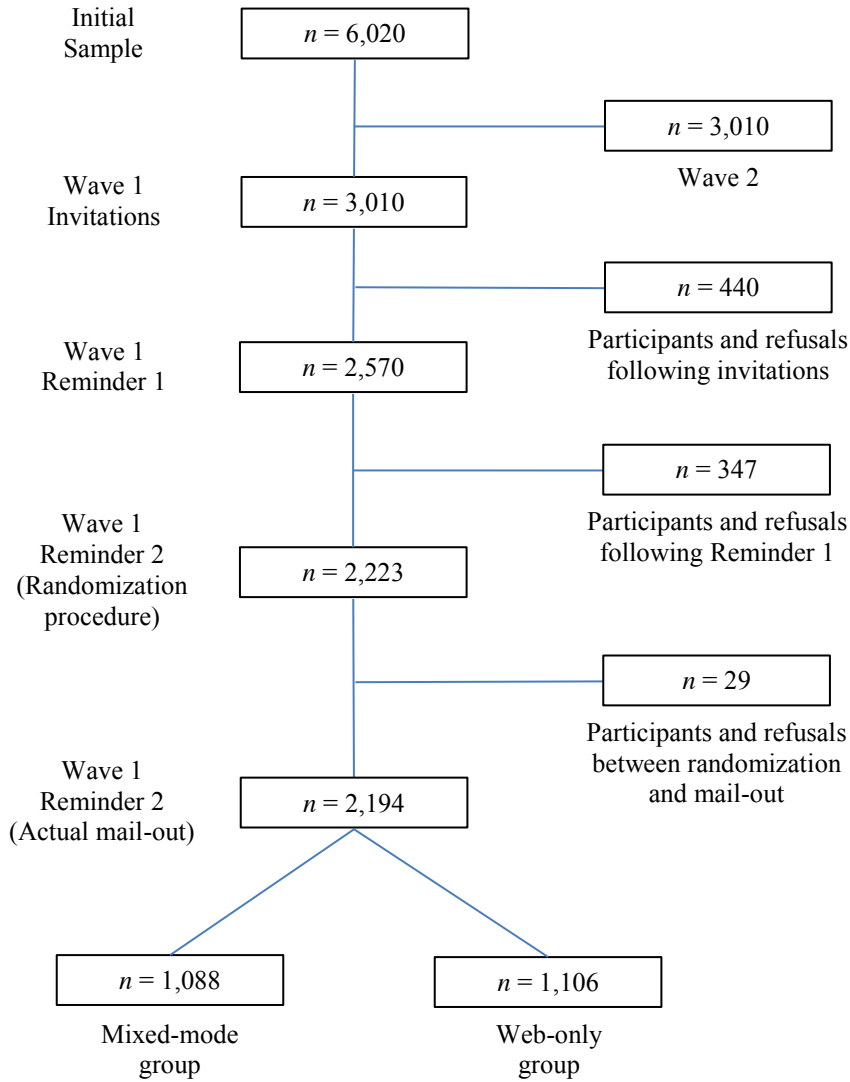 Initial
Sample
n = 6,020
n = 3,010
Wave 2
Wave 1
Invitations
n = 3,010
n = 440
Participants and refusals
following invitations
Wave 1
Reminder 1
n = 2,570
n = 347
Participants and refusals
following Reminder 1
Wave 1
Reminder 2
(Randomization
procedure)
n = 2,223
n = 29
Participants and refusals
between randomization
and mail-out
Wave 1
Reminder 2
(Actual mail-out)
n = 2,194
n = 1,088
Mixed-mode
group
n = 1,106
Web-only
group